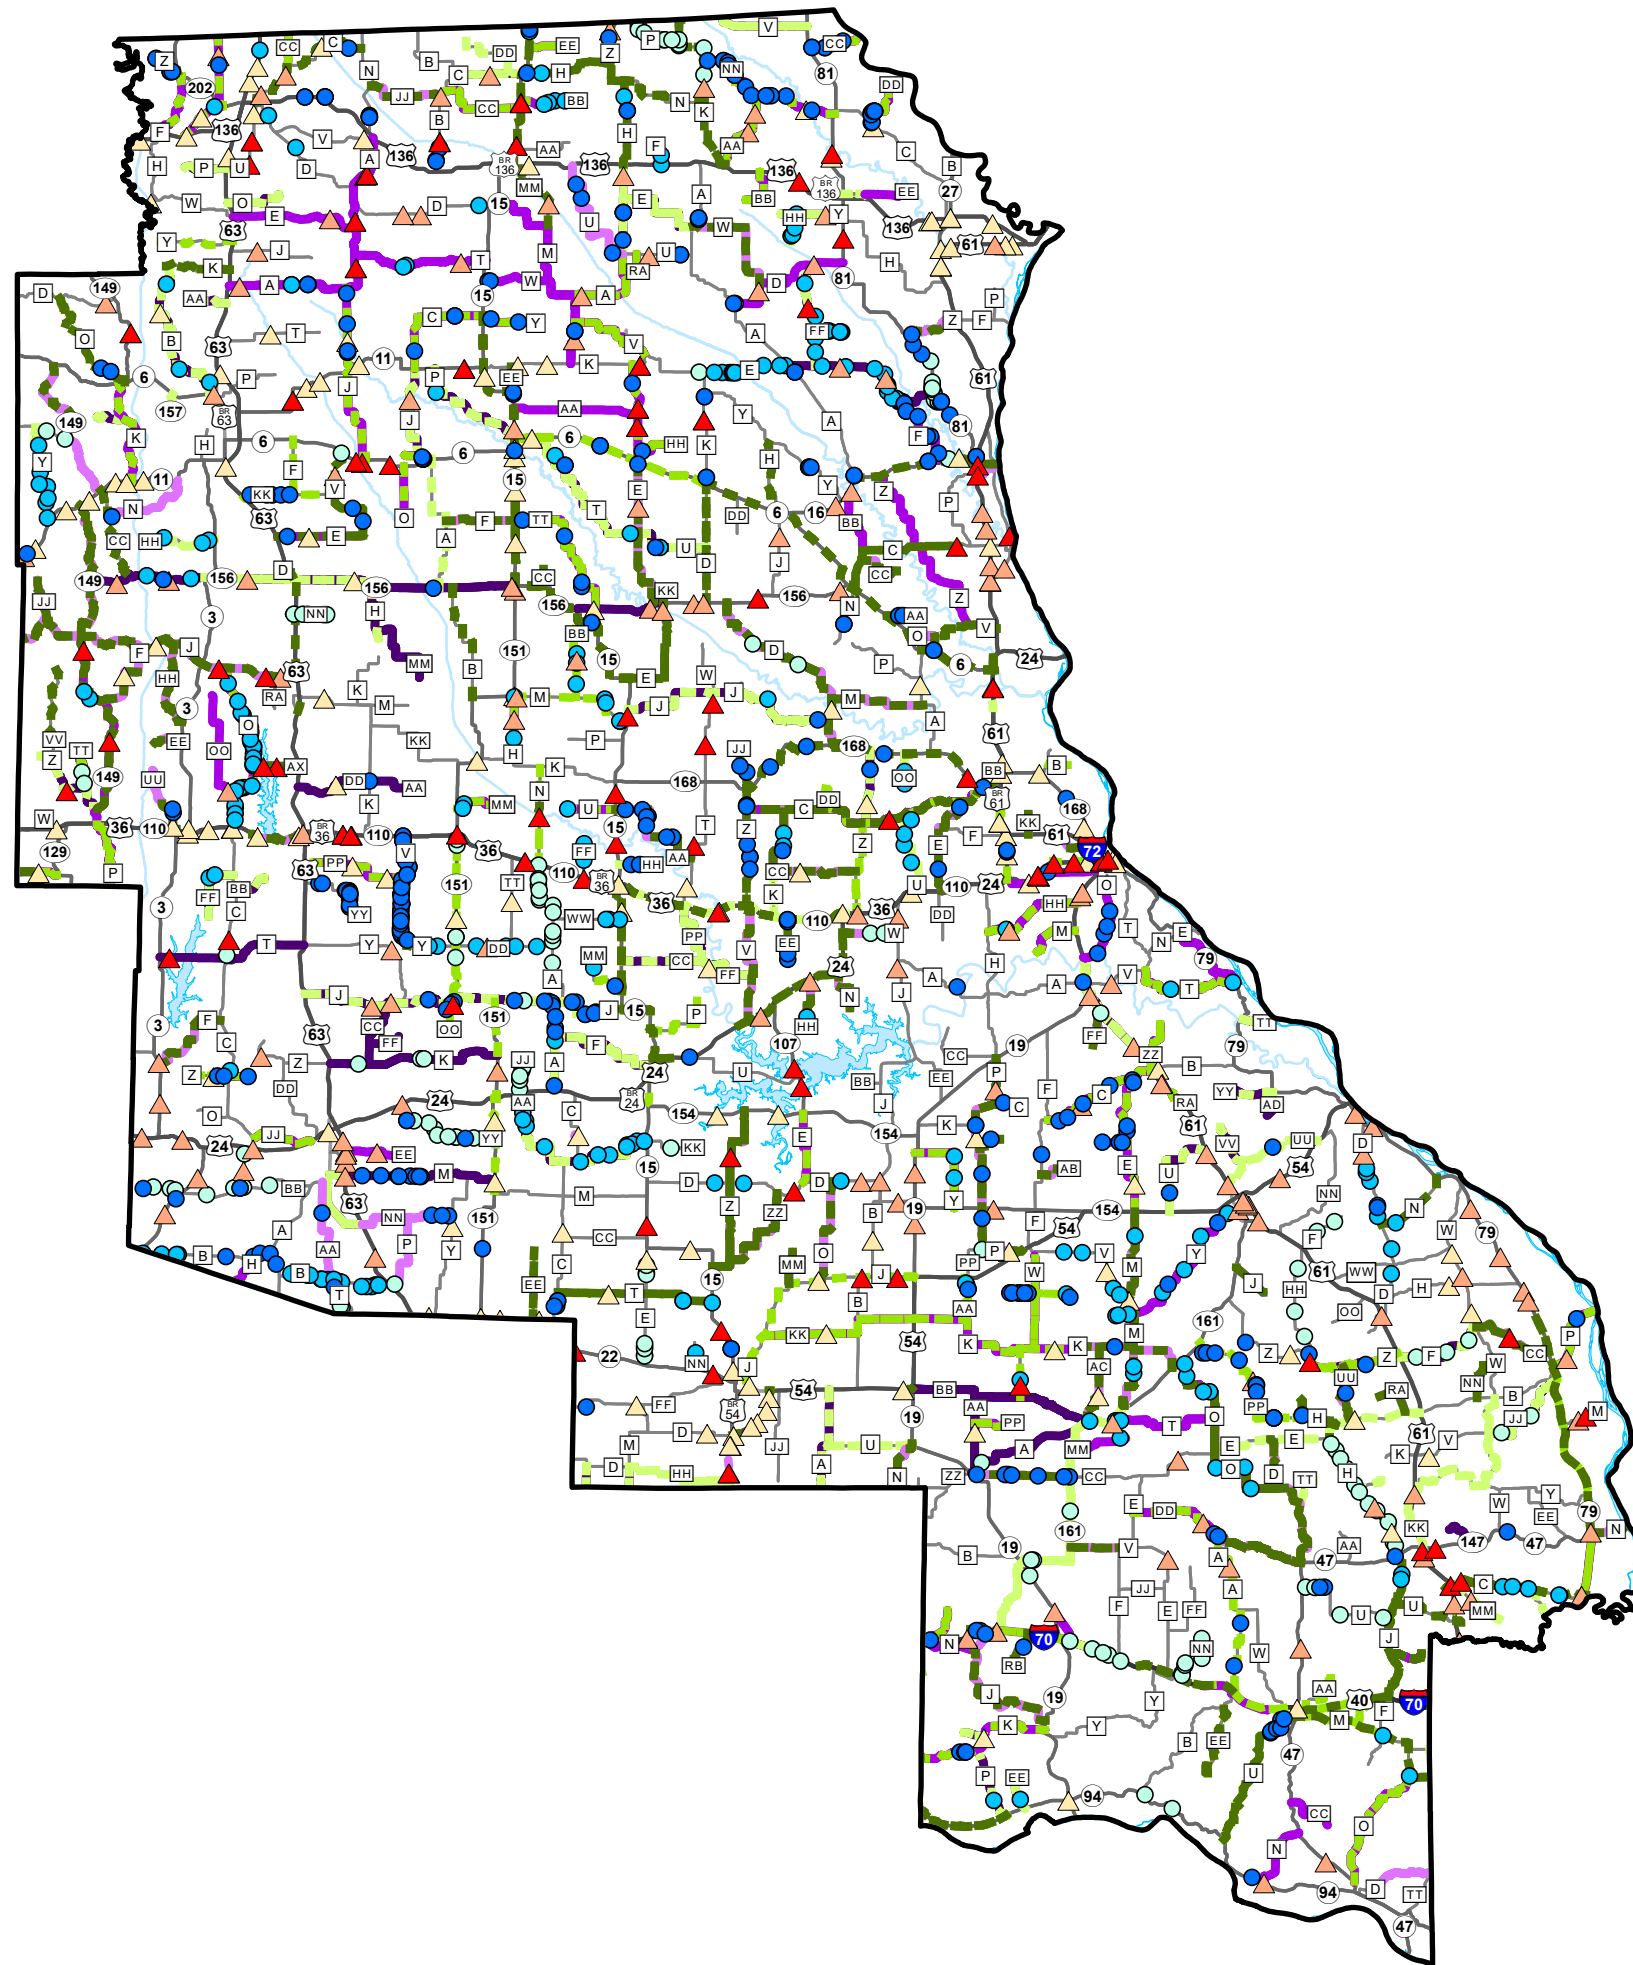 V
C
CC
Z
P
CC
EE
DD
B
N
C
H
Z
81
NN
202
JJ
CC
BB
N
K
DD
B
H
136
F
V
A
136
BR
136
AA
136
F
AA
136
BR
136
C
B
27
H
P
U
D
MM
W
O
E
D
15
U
E
A
W
BB
HH
Y
EE
136
61
63
Y
J
K
T
M
RA
U
H
A
W
A
D
81
P
149
D
AA
15
C
Y
Z
F
O
B
T
A
FF
63
V
11
K
6
P
J
P
EE
E
61
157
BR
63
AA
Y
A
81
149
J
K
H
6
6
6
HH
K
F
Y
F
H
11
V
15
E
Y
Z
P
N
KK
63
O
F
TT
T
DD
6
16
BB
CC
HH
E
A
U
D
J
C
CC
149
156
D
156
CC
156
KK
156
Z
JJ
NN
H
3
BB
N
AA
O
V
F
J
MM
151
15
D
P
6
24
HH
63
RA
K
B
E
W
3
M
M
J
J
M
A
VV
EE
OO
O
KK
P
61
Z
TT
H
JJ
168
149
AX
K
168
OO
BB
B
UU
DD
AA
N
BR
61
K
MM
U
C
DD
168
W
36
110
BR
36
110
15
T
Z
F
KK
61
129
36
FF
HH
AA
Z
E
72
P
63
PP
V
110
BR
36
CC
U
151
TT
K
110
24
O
FF
BB
YY
36
HH
3
C
WW
110
36
DD
T
Y
Y
DD
MM
PP
EE
W
M
N
E
T
CC
FF
V
24
H
79
A
A
V
A
T
J
J
15
N
J
3
F
CC
OO
151
P
HH
TT
C
63
FF
F
107
19
FF
79
Z
K
JJ
A
24
U
CC
ZZ
Z
DD
BB
EE
P
B
O
24
AA
BR
24
C
154
J
F
C
YY
AD
RA
24
JJ
YY
E
154
K
61
D
EE
15
KK
VV
UU
BB
M
M
D
D
AB
E
U
54
63
NN
Z
ZZ
B
19
Y
NN
N
A
151
F
54
154
W
79
B
H
AA
P
Y
CC
O
PP
P
V
Y
F
B
C
MM
M
61
WW
T
EE
T
15
J
W
J
HH
D
H
E
B
AA
OO
161
22
NN
KK
54
K
K
M
P
J
Z
Z
F
CC
AC
W
FF
54
BB
UU
RA
NN
B
BR
54
19
AA
PP
O
PP
H
JJ
M
D
M
JJ
U
A
MM
T
E
E
61
V
K
D
HH
A
N
ZZ
CC
O
D
TT
H
E
DD
W
Y
EE
79
161
KK
N
B
19
V
A
47
AA
147
47
JJ
A
C
F
E
FF
U
U
MM
N
70
NN
W
J
RB
AA
40
70
J
19
Y
F
K
Y
M
B
EE
47
P
EE
U
94
CC
O
N
94
D
TT
47